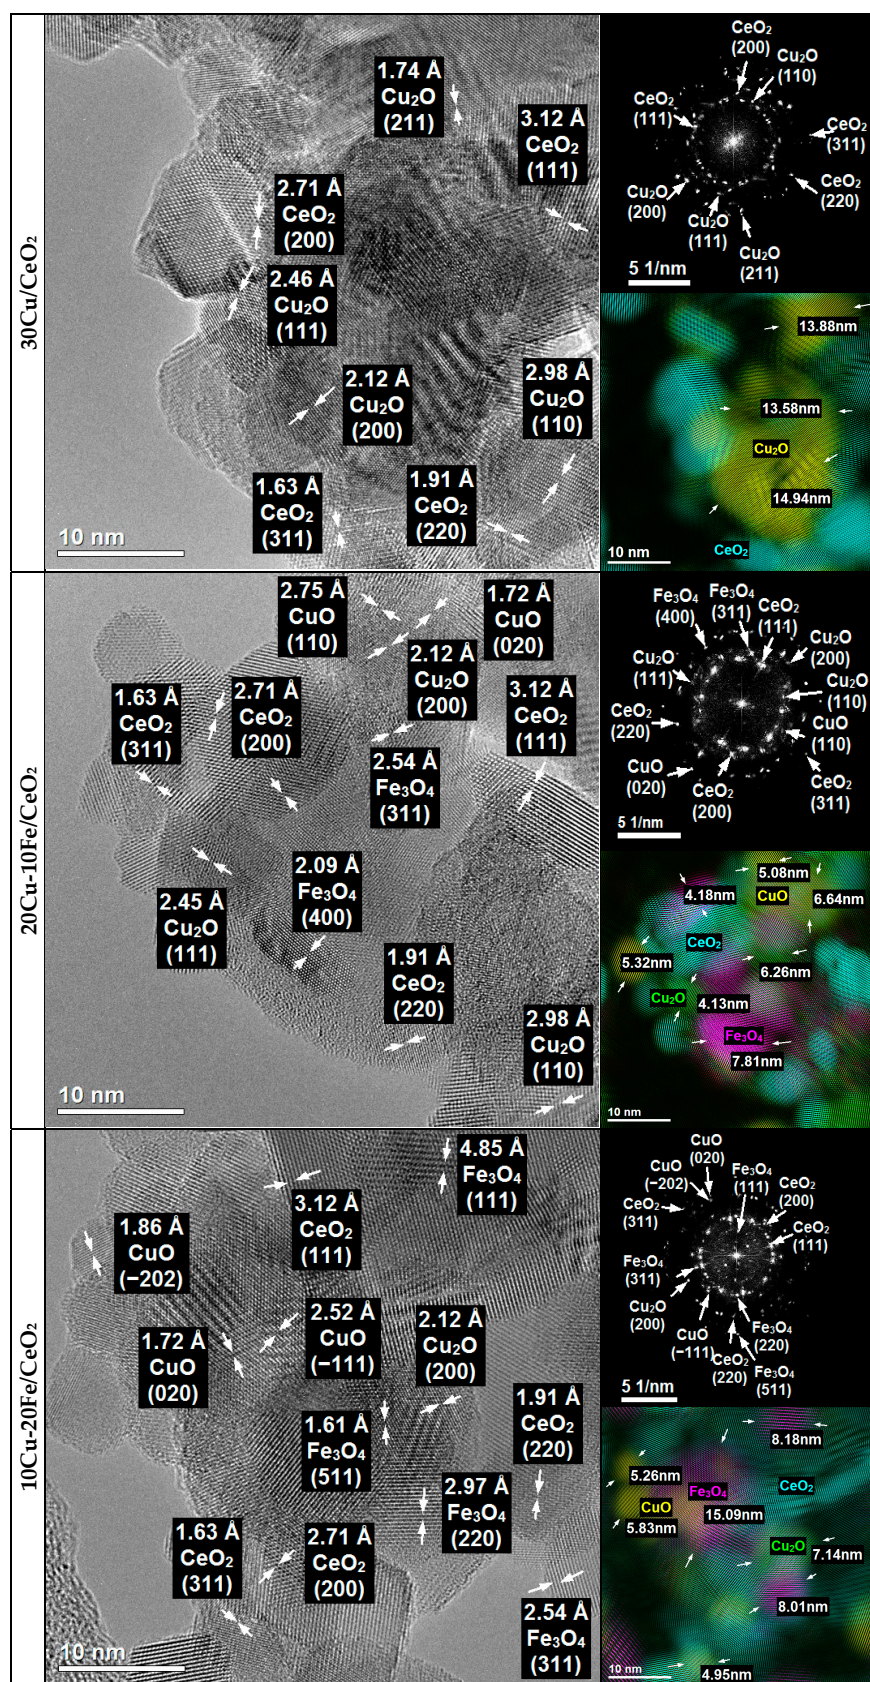 30Cu/CeO₂
1.74 Å
Cu₂O
(211)
3.12 Å
CeO₂
(111)
2.71 Å
CeO₂
(200)
2.46 Å
Cu₂O
(111)
2.12 Å
Cu₂O
(200)
2.98 Å
Cu₂O
(110)
1.63 Å
CeO₂
(311)
1.91 Å
CeO₂
(220)
10 nm
CeO₂
(200)
Cu₂O
(110)
CeO₂
(111)
CeO₂
(311)
Cu₂O
(200)
CeO₂
(220)
Cu₂O
(111)
Cu₂O
(211)
5 1/nm
13.88nm
13.58nm
Cu₂O
14.94nm
10 nm
CeO₂
20Cu-10Fe/CeO₂
2.75 Å
CuO
(110)
1.72 Å
CuO
(020)
2.12 Å
Cu₂O
(200)
1.63 Å
CeO₂
(311)
2.71 Å
CeO₂
(200)
3.12 Å
CeO₂
(111)
2.54 Å
Fe₃O₄
(311)
2.45 Å
Cu₂O
(111)
2.09 Å
Fe₃O₄
(400)
1.91 Å
CeO₂
(220)
2.98 Å
Cu₂O
(110)
10 nm
Fe₃O₄
(400)
Fe₃O₄
(311)
CeO₂
(111)
Cu₂O
(200)
Cu₂O
(111)
Cu₂O
(110)
CeO₂
(220)
CuO
(110)
CuO
(020)
CeO₂
(200)
CeO₂
(311)
5 1/nm
5.08nm
CuO
4.18nm
6.64nm
CeO₂
5.32nm
6.26nm
Cu₂O
4.13nm
Fe₃O₄
7.81nm
10 nm
10Cu-20Fe/CeO₂
4.85 Å
Fe₃O₄
(111)
3.12 Å
CeO₂
(111)
1.86 Å
CuO
(−202)
2.52 Å
CuO
(−111)
2.12 Å
Cu₂O
(200)
1.72 Å
CuO
(020)
1.61 Å
Fe₃O₄
(511)
1.91 Å
CeO₂
(220)
2.97 Å
Fe₃O₄
(220)
1.63 Å
CeO₂
(311)
2.71 Å
CeO₂
(200)
2.54 Å
Fe₃O₄
(311)
10 nm
CuO
(020)
CuO
(−202)
Fe₃O₄
(111)
CeO₂
(200)
CeO₂
(311)
CeO₂
(111)
Fe₃O₄
(311)
Cu₂O
(200)
CuO
(−111)
Fe₃O₄
(220)
CeO₂
(220)
Fe₃O₄
(511)
5 1/nm
8.18nm
5.26nm
Fe₃O₄
CeO₂
CuO
15.09nm
5.83nm
Cu₂O
7.14nm
8.01nm
10 nm
4.95nm